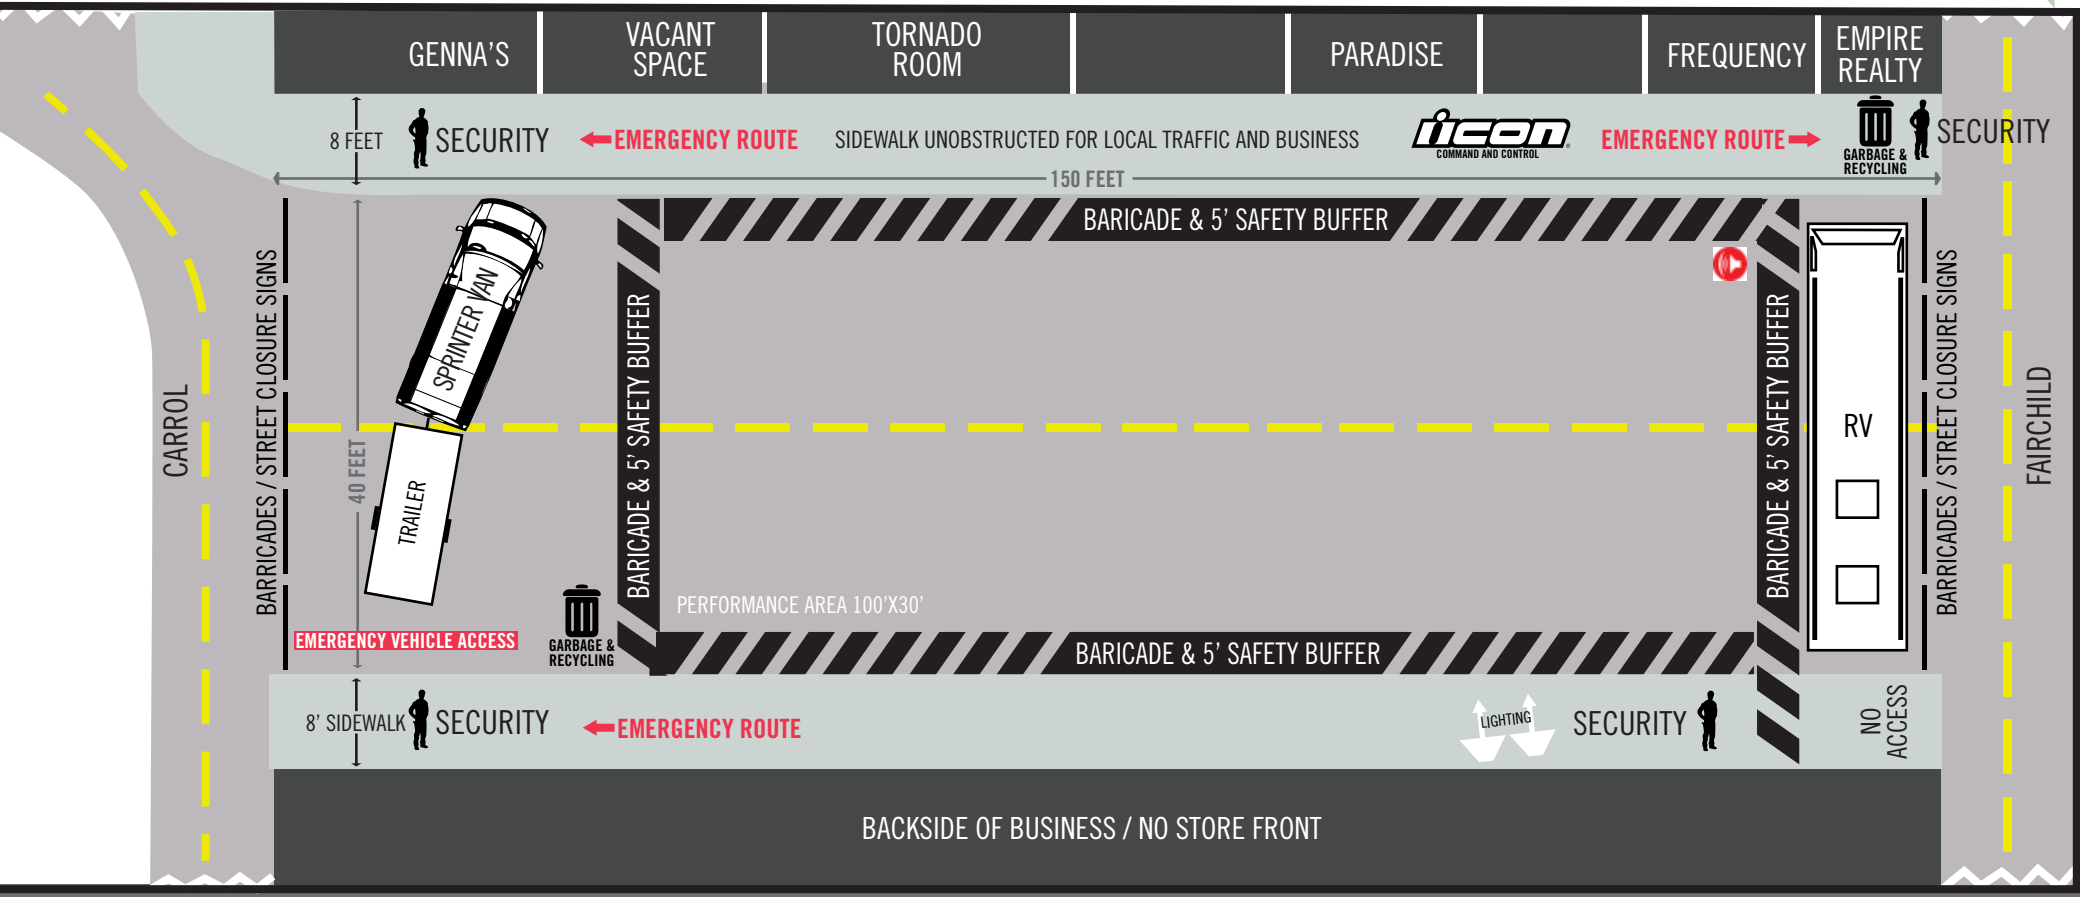 GENNA'S
VACANT
SPACE
TORNADO
ROOM
PARADISE
FREQUENCY
EMPIRE
REALTY
8 FEET
SECURITY
EMERGENCY ROUTE
SIDEWALK UNOBSTRUCTED FOR LOCAL TRAFFIC AND BUSINESS
ICON
COMMAND AND CONTROL
EMERGENCY ROUTE
GARBAGE &
RECYCLING
SECURITY
150 FEET
BARICADE & 5' SAFETY BUFFER
CARROL
BARRICADES / STREET CLOSURE SIGNS
40 FEET
SPRINTER VAN
TRAILER
BARICADE & 5' SAFETY BUFFER
BARICADE & 5' SAFETY BUFFER
RV
BARRICADES / STREET CLOSURE SIGNS
FAIRCHILD
PERFORMANCE AREA 100'X30'
EMERGENCY VEHICLE ACCESS
GARBAGE &
RECYCLING
BARICADE & 5' SAFETY BUFFER
8' SIDEWALK
SECURITY
EMERGENCY ROUTE
LIGHTING
SECURITY
NO
ACCESS
BACKSIDE OF BUSINESS / NO STORE FRONT